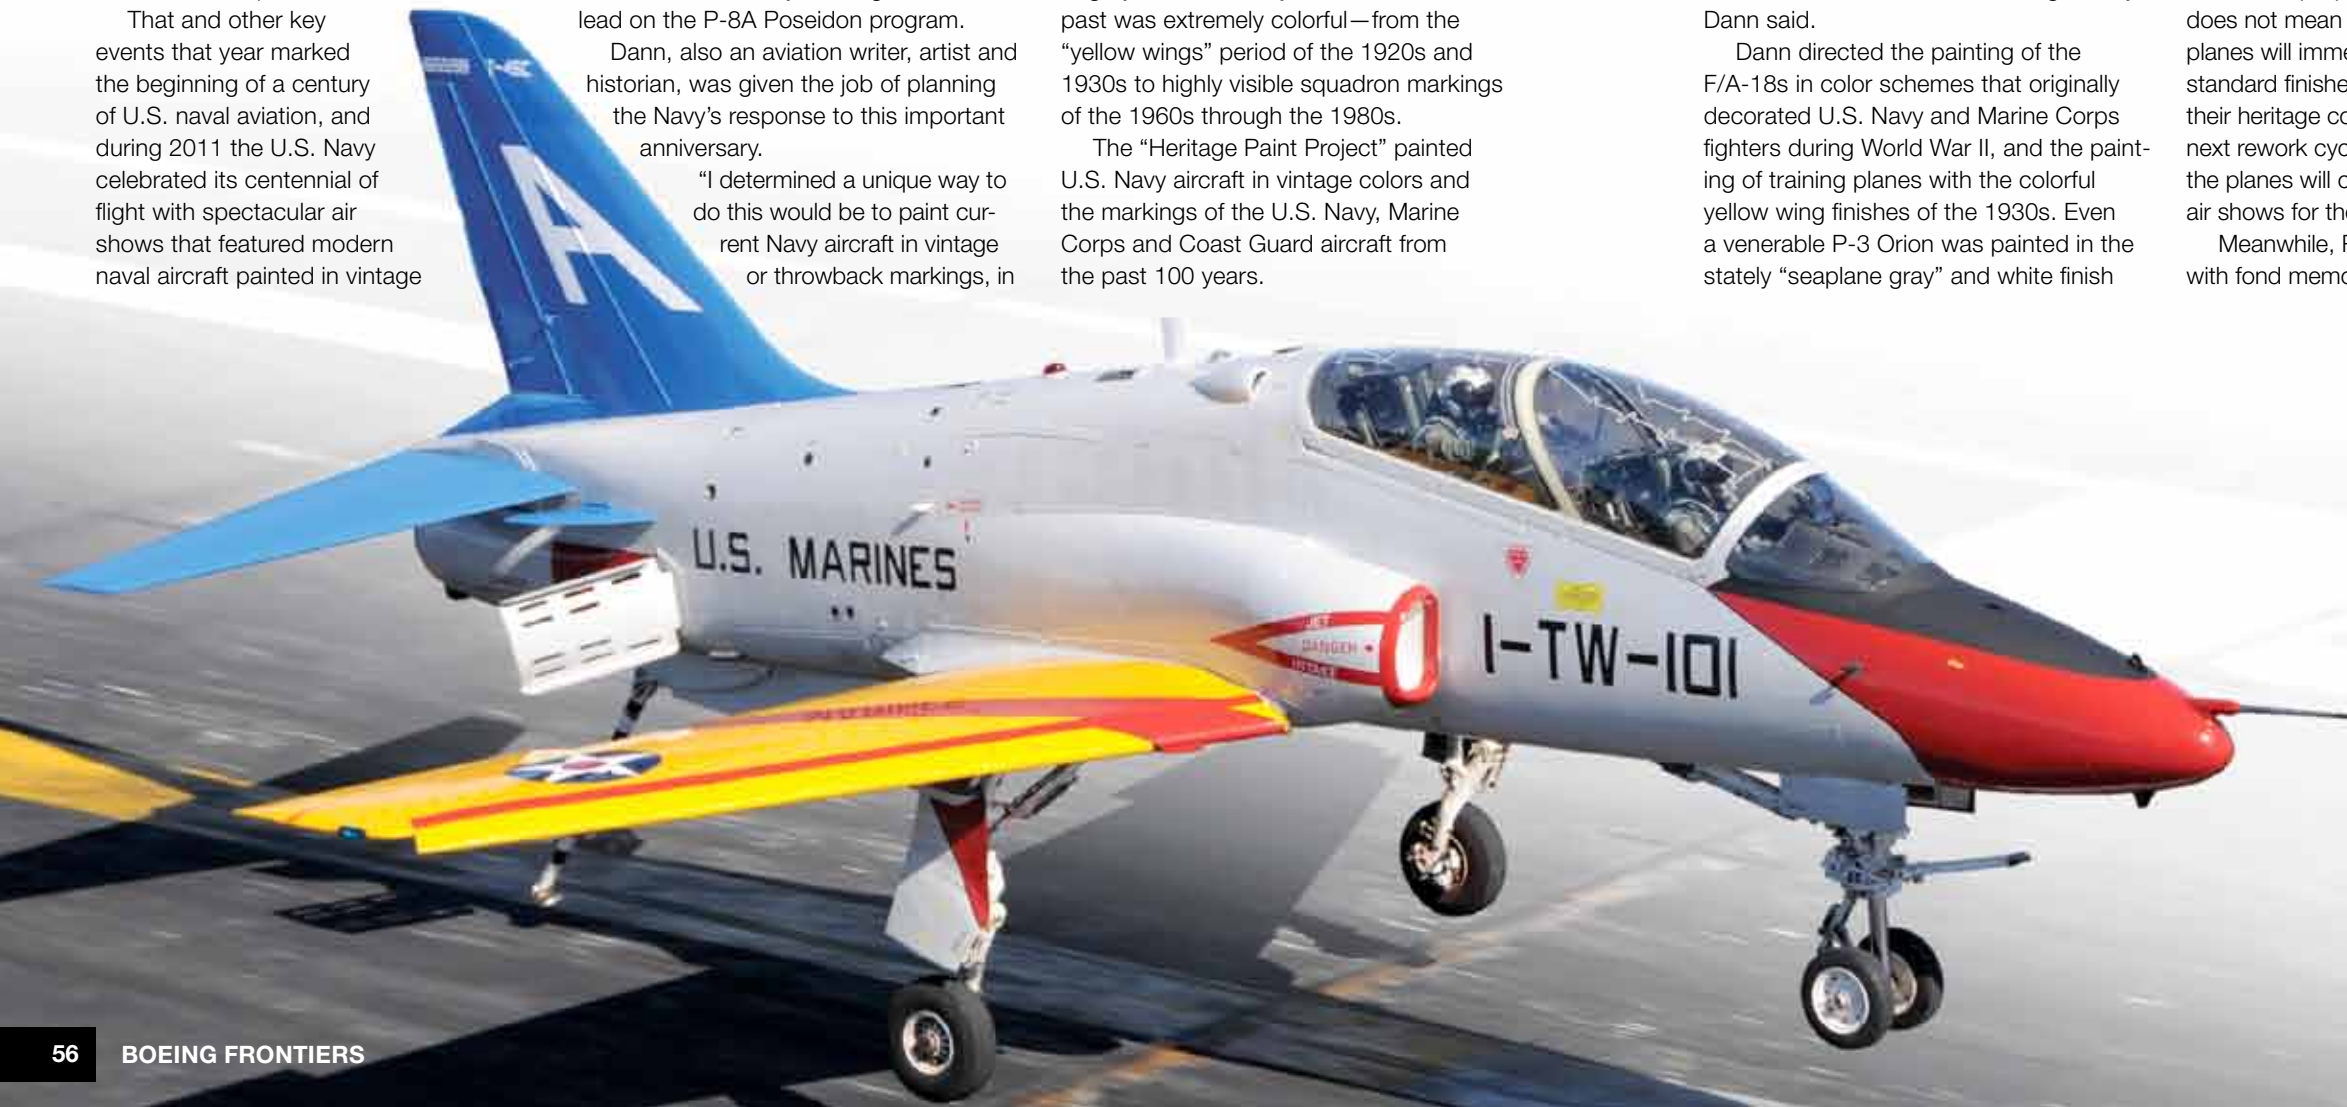 That and other key
events that year marked
the beginning of a century
of U.S. naval aviation, and
during 2011 the U.S. Navy
celebrated its centennial of
flight with spectacular air
shows that featured modern
naval aircraft painted in vintage
lead on the P-8A Poseidon program.
Dann, also an aviation writer, artist and
historian, was given the job of planning
the Navy’s response to this important
anniversary.
“I determined a unique way to
do this would be to paint cur-
rent Navy aircraft in vintage
or throwback markings, in
past was extremely colorful—from the
“yellow wings” period of the 1920s and
1930s to highly visible squadron markings
of the 1960s through the 1980s.
The “Heritage Paint Project” painted
U.S. Navy aircraft in vintage colors and
the markings of the U.S. Navy, Marine
Corps and Coast Guard aircraft from
the past 100 years.
Dann said.
Dann directed the painting of the
F/A-18s in color schemes that originally
decorated U.S. Navy and Marine Corps
fighters during World War II, and the paint-
ing of training planes with the colorful
yellow wing finishes of the 1930s. Even
a venerable P-3 Orion was painted in the
stately “seaplane gray” and white finish
does not mean
planes will imme
standard finishe
their heritage co
next rework cyc
the planes will c
air shows for the
Meanwhile,
with fond memo
A
U.S. MARINES
JET
DANGER
INTAKE
1-TW-101
56 BOEING FRONTIERS